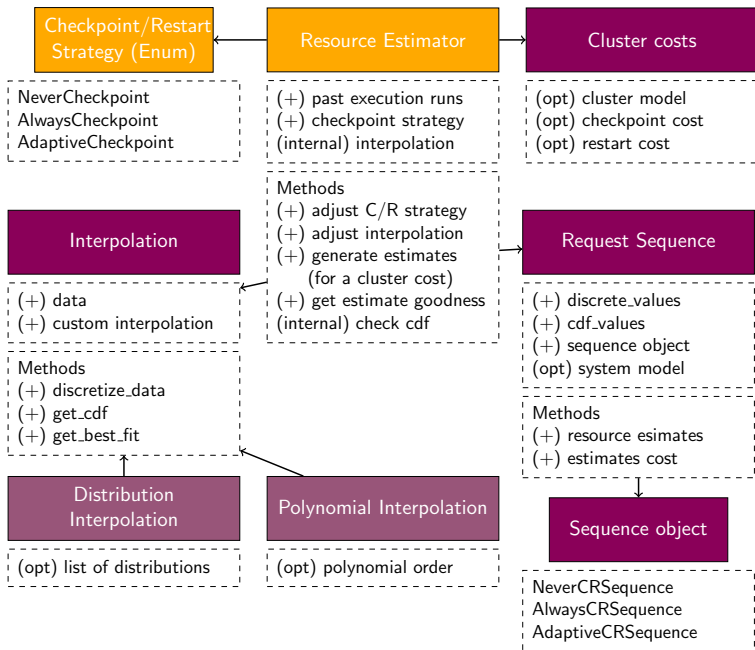 Checkpoint/Restart
Strategy (Enum)
NeverCheckpoint
AlwaysCheckpoint
AdaptiveCheckpoint
Resource Estimator
(+) past execution runs
(+) checkpoint strategy
(internal) interpolation
Methods
(+) adjust C/R strategy
(+) adjust interpolation
(+) generate estimates
(for a cluster cost)
(+) get estimate goodness
(internal) check cdf
Cluster costs
(opt) cluster model
(opt) checkpoint cost
(opt) restart cost
Interpolation
(+) data
(+) custom interpolation
Methods
(+) discretize_data
(+) get_cdf
(+) get_best_fit
Request Sequence
(+) discrete_values
(+) cdf_values
(+) sequence object
(opt) system model
Methods
(+) resource esimates
(+) estimates cost
Distribution
Interpolation
(opt) list of distributions
Polynomial Interpolation
(opt) polynomial order
Sequence object
NeverCRSequence
AlwaysCRSequence
AdaptiveCRSequence